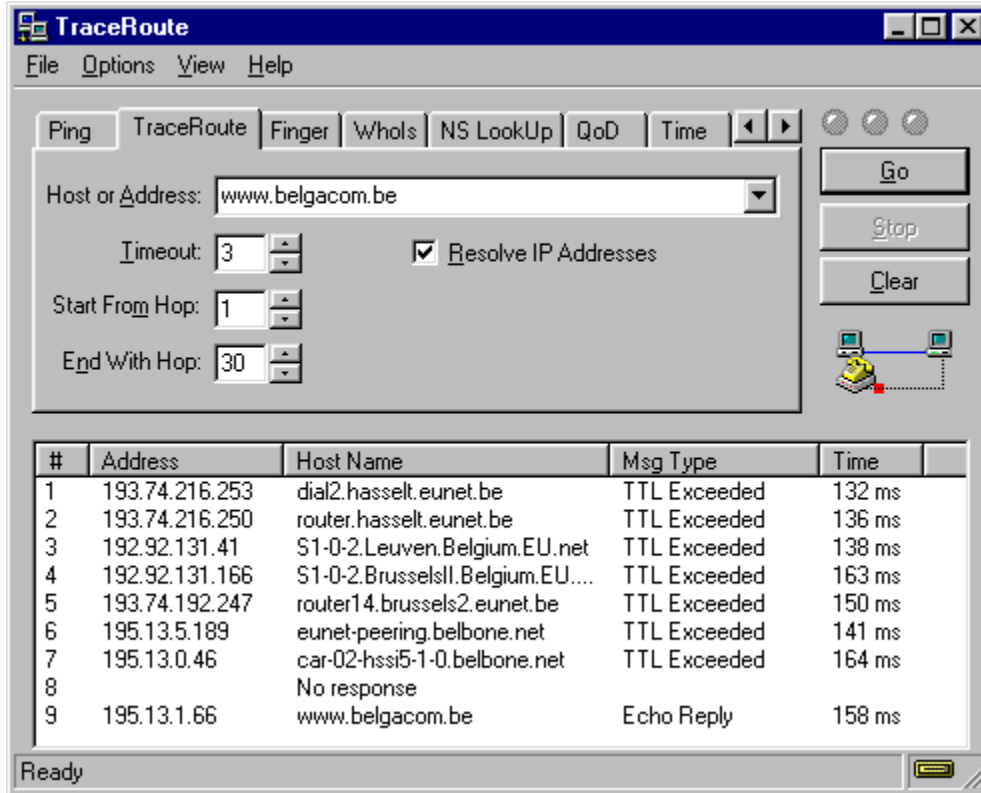 TraceRoute
File Options View Help
Ping TraceRoute Finger WhoIs NS LookUp QoD Time
Go
Host or Address: www.belgacom.be
Stop
Timeout: 3 Resolve IP Addresses
Clear
Start From Hop: 1
End With Hop: 30
# Address Host Name Msg Type Time
1 193.74.216.253 dial2.hasselt.eunet.be TTL Exceeded 132 ms
2 193.74.216.250 router.hasselt.eunet.be TTL Exceeded 136 ms
3 192.92.131.41 S1-0-2.Leuven.Belgium.EU.net TTL Exceeded 138 ms
4 192.92.131.166 S1-0-2.BrusselsII.Belgium.EU.... TTL Exceeded 163 ms
5 193.74.192.247 router14.brussels2.eunet.be TTL Exceeded 150 ms
6 195.13.5.189 eunet-peering.belbone.net TTL Exceeded 141 ms
7 195.13.0.46 car-02-hssi5-1-0.belbone.net TTL Exceeded 164 ms
8 No response
9 195.13.1.66 www.belgacom.be Echo Reply 158 ms
Ready